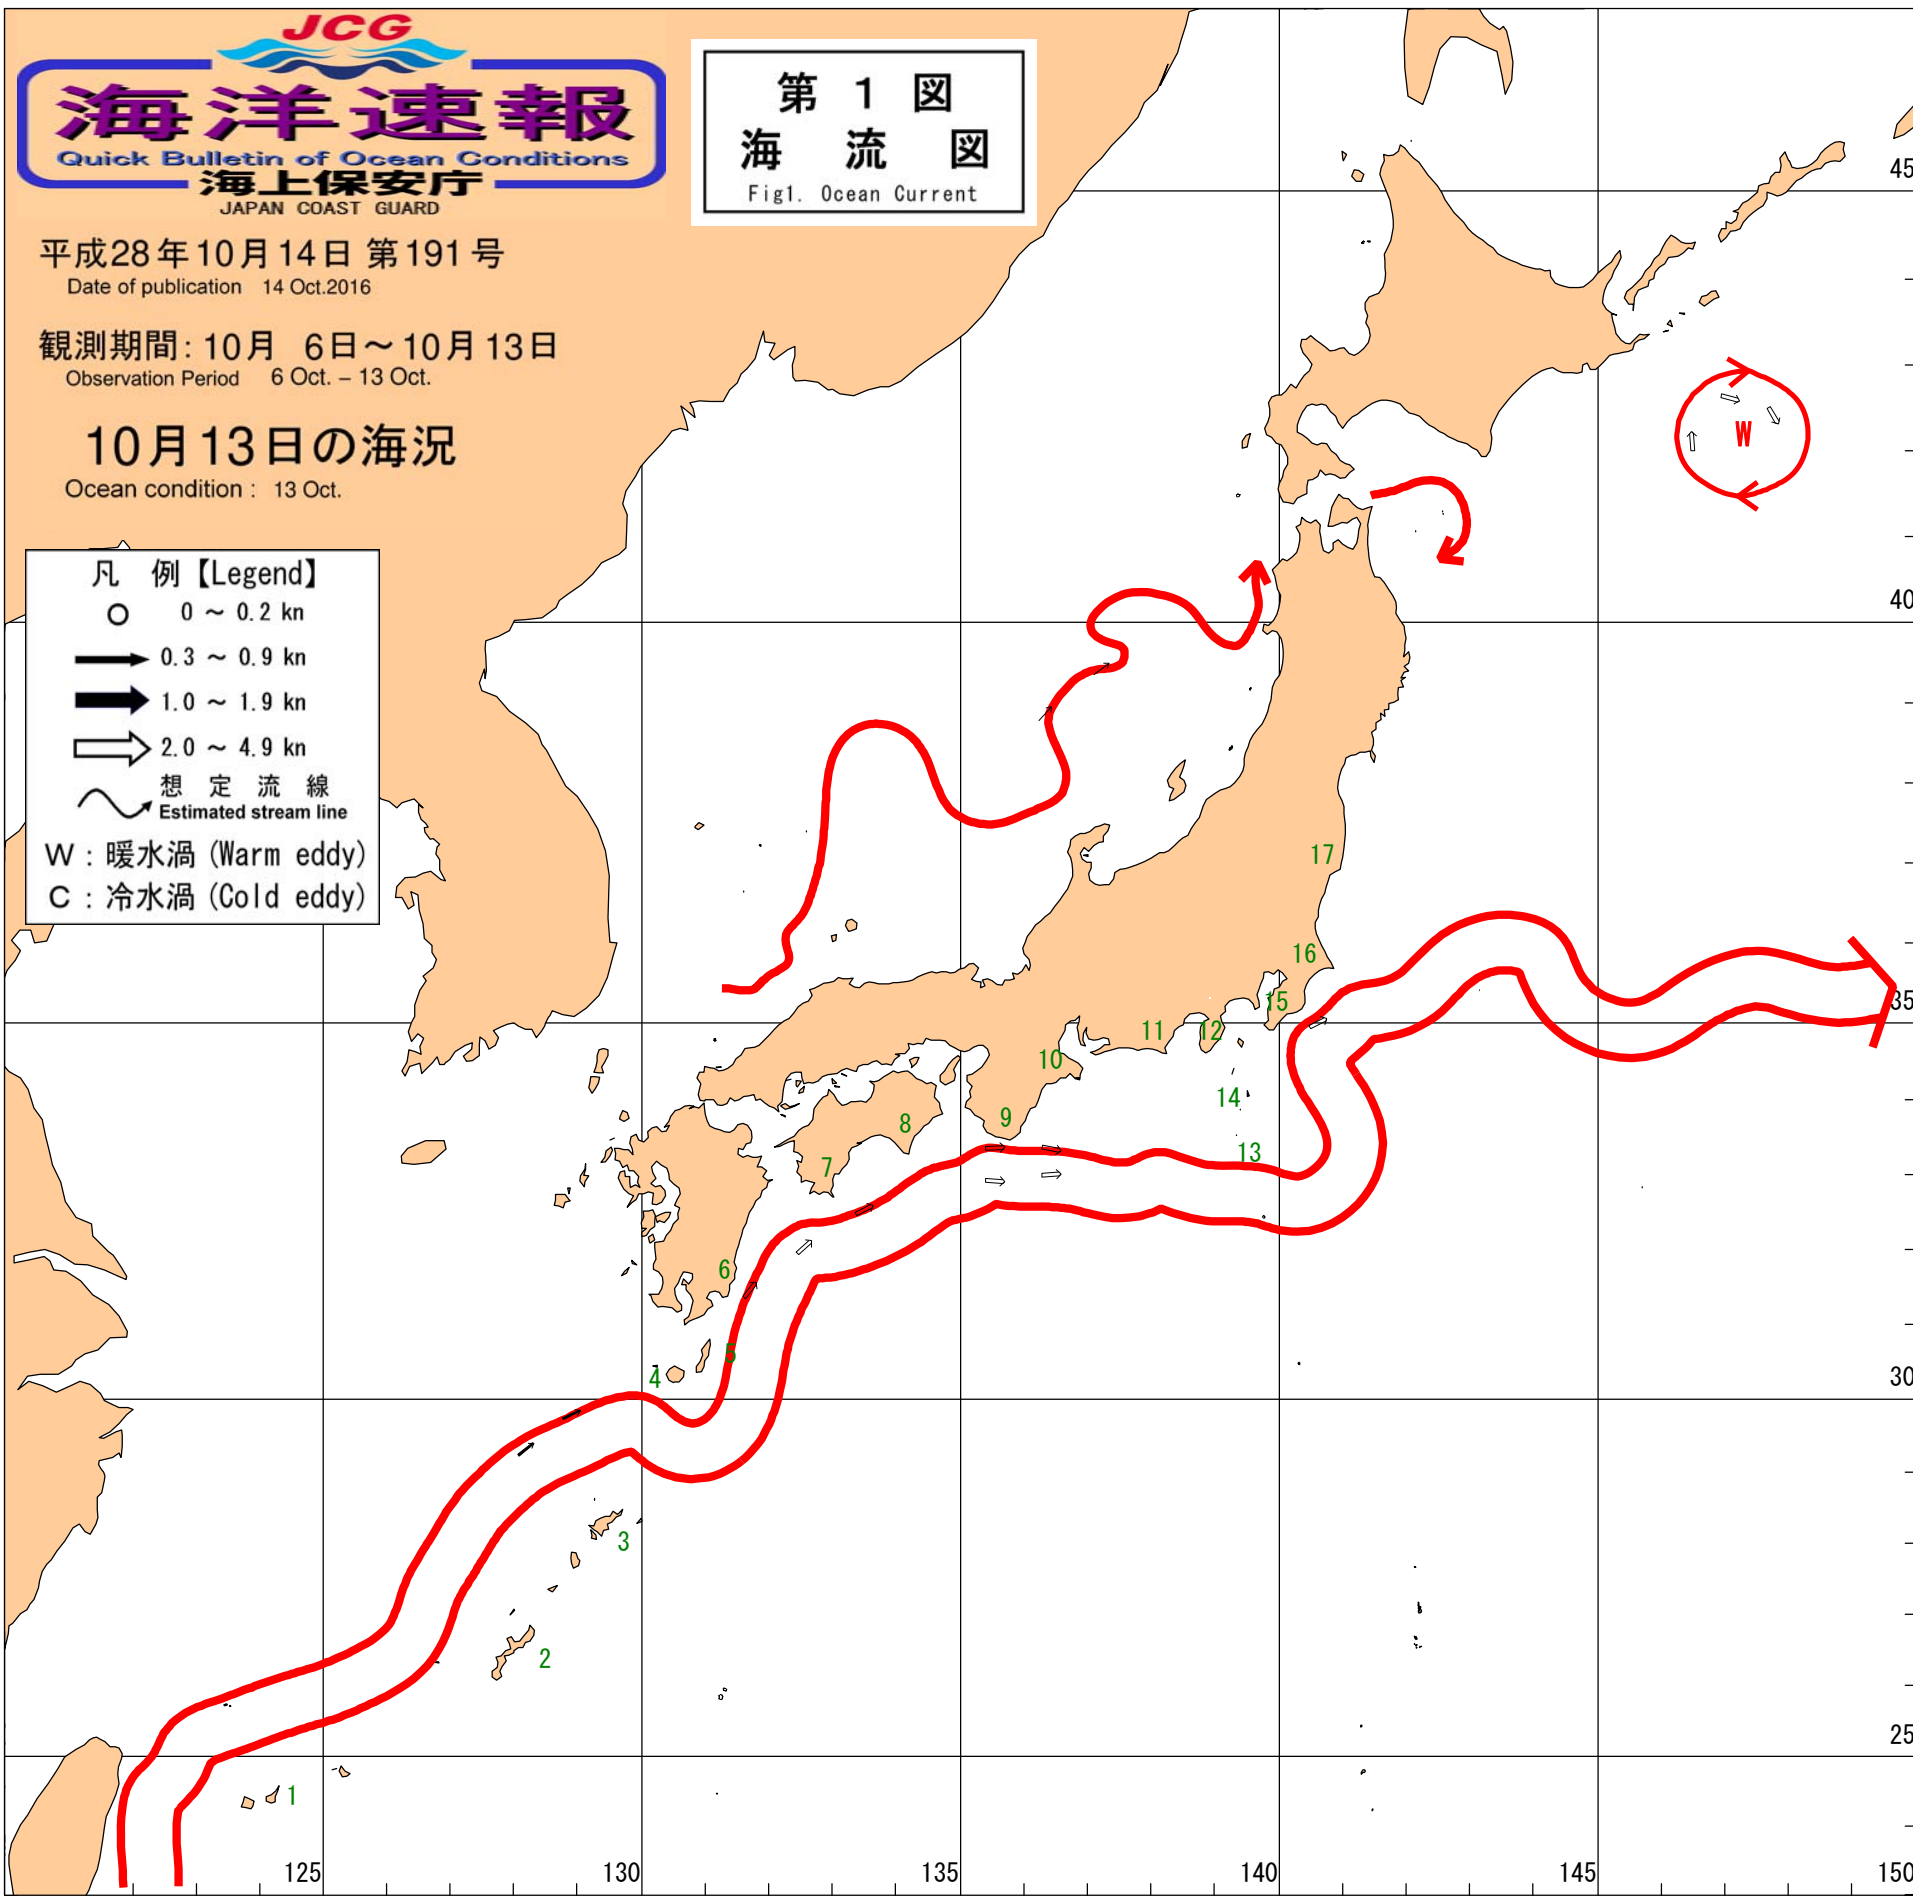 JCG
海洋速報
Quick Bulletin of Ocean Conditions
海上保安庁
JAPAN COAST GUARD
第 1 図
海 流 図
Fig1. Ocean Current
平成28年10月14日 第191号
Date of publication 14 Oct.2016
観測期間: 10月 6日～10月13日
Observation Period 6 Oct. – 13 Oct.
10月13日の海況
Ocean condition : 13 Oct.
凡 例【Legend】
0 ～ 0.2 kn
0.3 ～ 0.9 kn
1.0 ～ 1.9 kn
2.0 ～ 4.9 kn
想 定 流 線
Estimated stream line
W : 暖水渦 (Warm eddy)
C : 冷水渦 (Cold eddy)
45
W
40
17
16
35
15
12
11
10
14
9
8
13
7
6
5
4
30
3
2
25
1
125
130
135
140
145
150